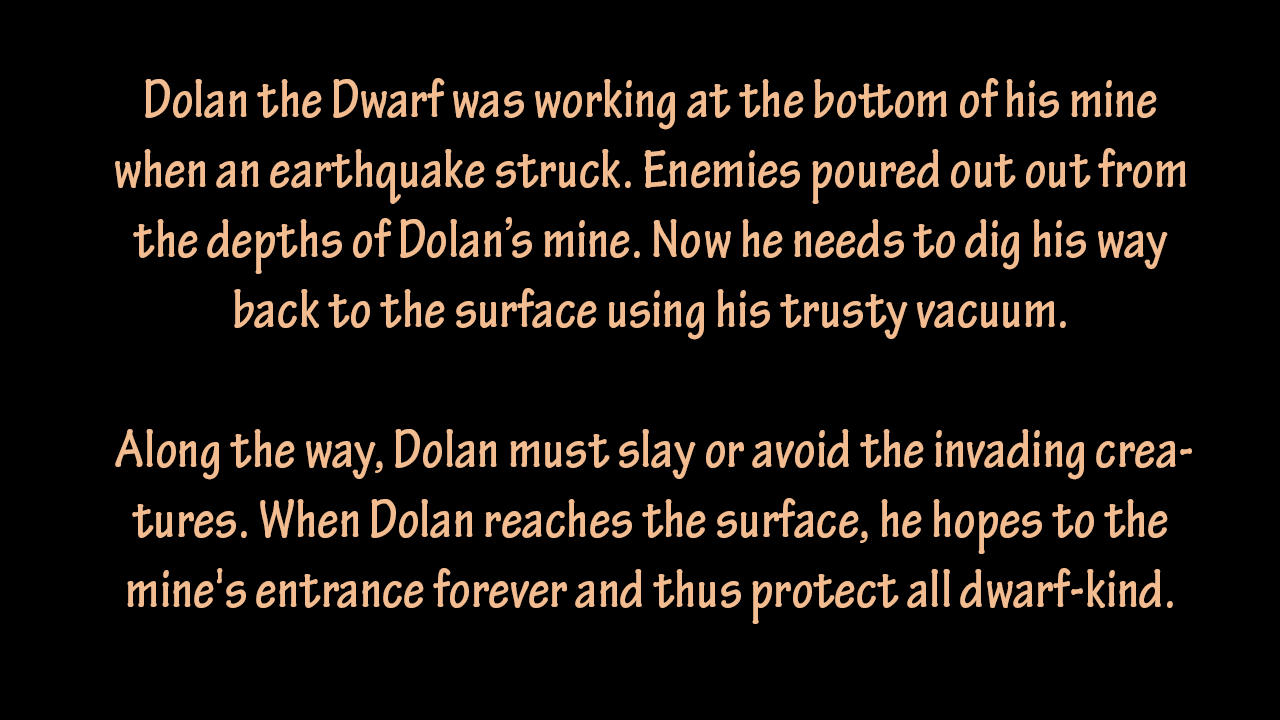 Dolan the Dwarf was working at the bottom of his mine
when an earthquake struck. Enemies poured out out from
the depths of Dolan’s mine. Now he needs to dig his way
back to the surface using his trusty vacuum.
Along the way, Dolan must slay or avoid the invading crea-
tures. When Dolan reaches the surface, he hopes to the
mine's entrance forever and thus protect all dwarf-kind.